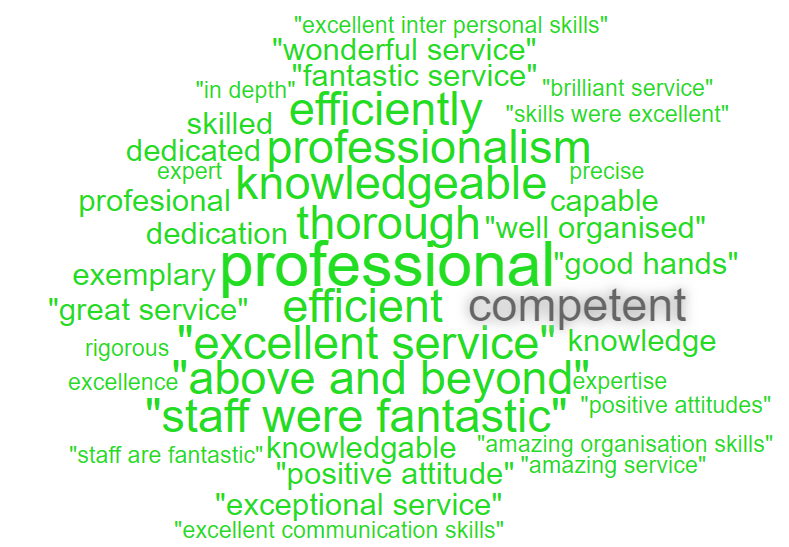 "excellent inter personal skills"
"wonderful service"
"fantastic service"
"in depth"
"brilliant service"
efficiently
"skills were excellent"
skilled
dedicated
professionalism
expert
knowledgeable
precise
profesional
capable
dedication
thorough
"well organised"
exemplary
professional
"good hands"
"great service"
efficient
competent
rigorous
"excellent service"
knowledge
excellence
"above and beyond"
expertise
"staff were fantastic"
"positive attitudes"
"staff are fantastic"
knowledgable
"amazing organisation skills"
"positive attitude"
"amazing service"
"exceptional service"
"excellent communication skills"